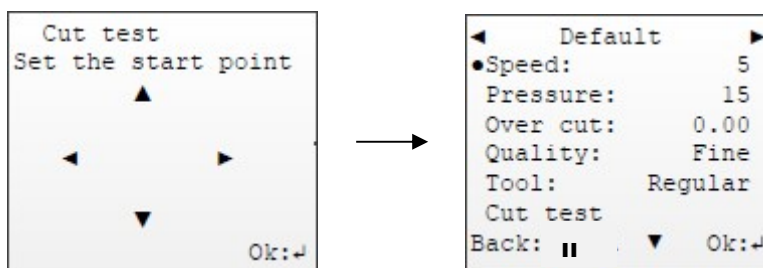 Cut test
Set the start point
▲
◄ ►
▼
Ok:↵
◄ Default ►
●Speed: 5
Pressure: 15
Over cut: 0.00
Quality: Fine
Tool: Regular
Cut test
Back: ⏸ ▼ Ok:↵